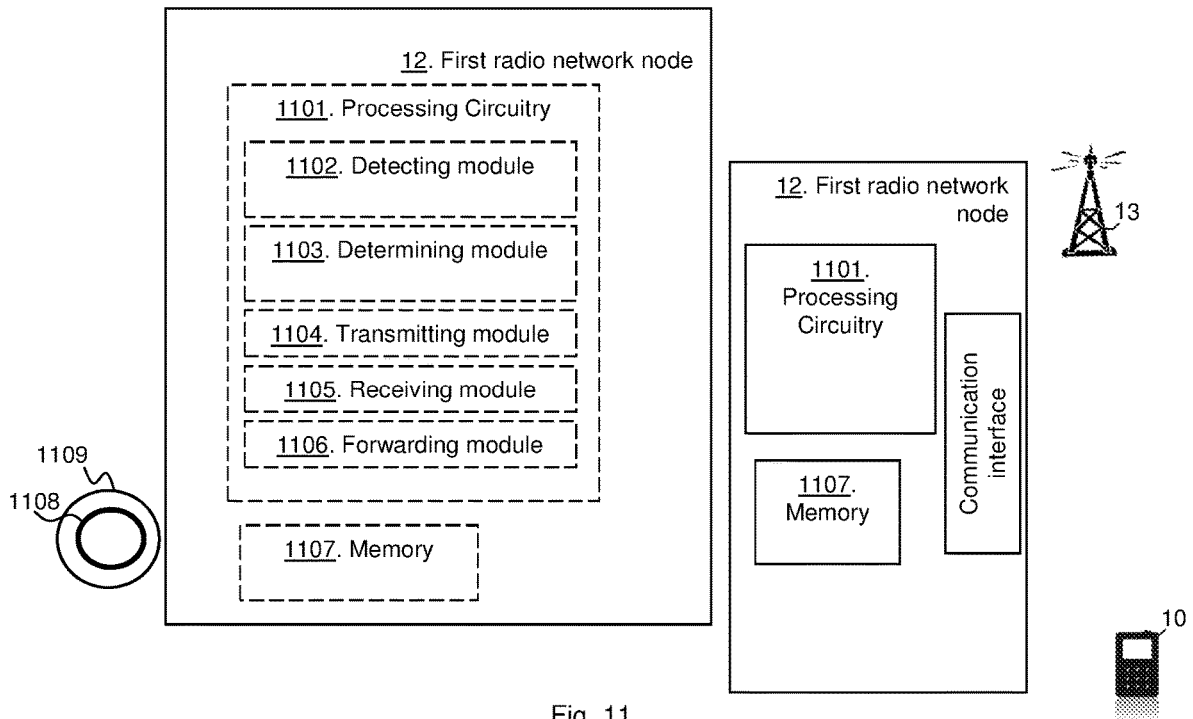 12. First radio network node
1101. Processing Circuitry
1102. Detecting module
1103. Determining module
1104. Transmitting module
1105. Receiving module
1106. Forwarding module
1107. Memory
1109
1108
12. First radio network
node
1101.
Processing
Circuitry
1107.
Memory
Communication
interface
13
10
Fig. 11